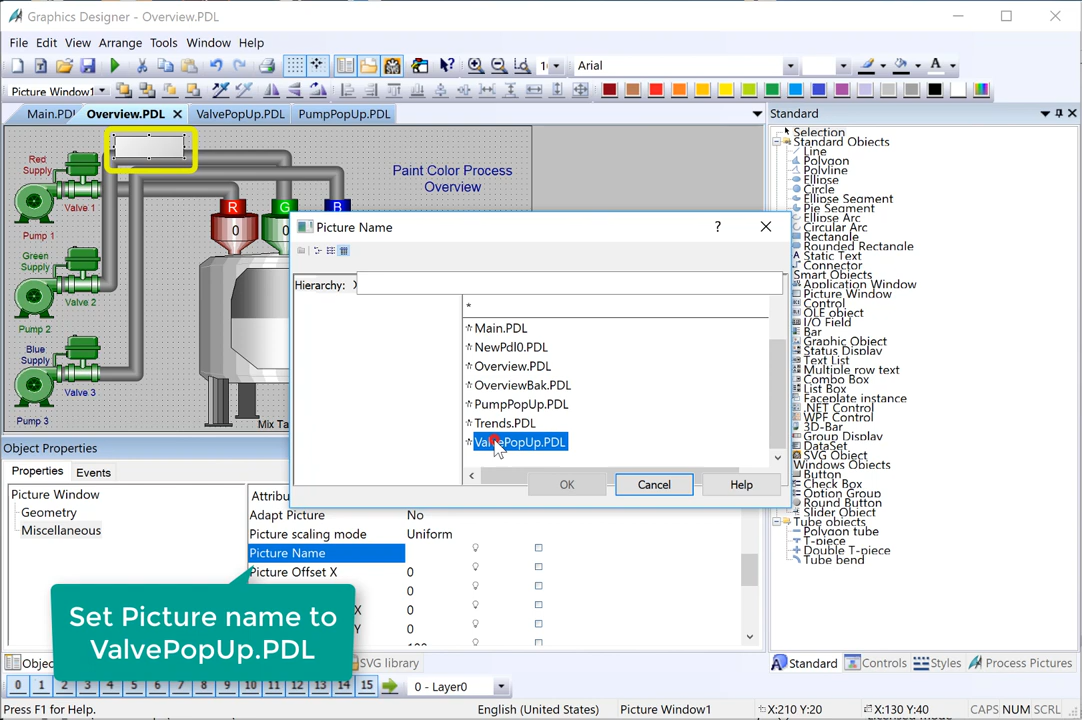 Graphics Designer - Overview.PDL
File Edit View Arrange Tools Window Help
Arial
Picture Window1
Overview.PDL ValvePopUp.PDL PumpPopUp.PDL
Standard
Red
Supply
Valve 1
Pump 1
Green
Supply
Valve 2
Pump 2
Blue
Supply
Valve 3
Pump 3
Paint Color Process
Overview
R G B
0
Picture Name
?
Hierarchy:
*
Main.PDL
NewPdl0.PDL
Overview.PDL
OverviewBak.PDL
PumpPopUp.PDL
Trends.PDL
ValvePopUp.PDL
OK Cancel Help
Selection
Standard Objects
Line
Polygon
Polyline
Ellipse
Circle
Ellipse Segment
Pie Segment
Ellipse Arc
Circular Arc
Rectangle
Rounded Rectangle
Static Text
Connector
Smart Objects
Application Window
Picture Window
Control
OLE object
I/O Field
Bar
Graphic Object
Status Display
Text List
Multiple row text
Combo Box
List Box
Faceplate instance
.NET Control
WPF Control
3D-Bar
Group Display
DataSet
SVG Object
Windows Objects
Button
Check Box
Option Group
Round Button
Slider Object
Tube objects
Polygon tube
T-piece
Double T-piece
Tube bend
Object Properties
Properties Events
Picture Window
Geometry
Miscellaneous
Adapt Picture No
Picture scaling mode Uniform
Picture Name
Picture Offset X 0
0
X 0
Y 0
Set Picture name to
ValvePopUp.PDL
SVG library
Standard Controls Styles Process Pictures
0 1 2 3 4 5 6 7 8 9 10 11 12 13 14 15 0 - Layer0
Press F1 for Help. English (United States) Picture Window1 X:210 Y:20 X:130 Y:40 CAPS NUM SCRL